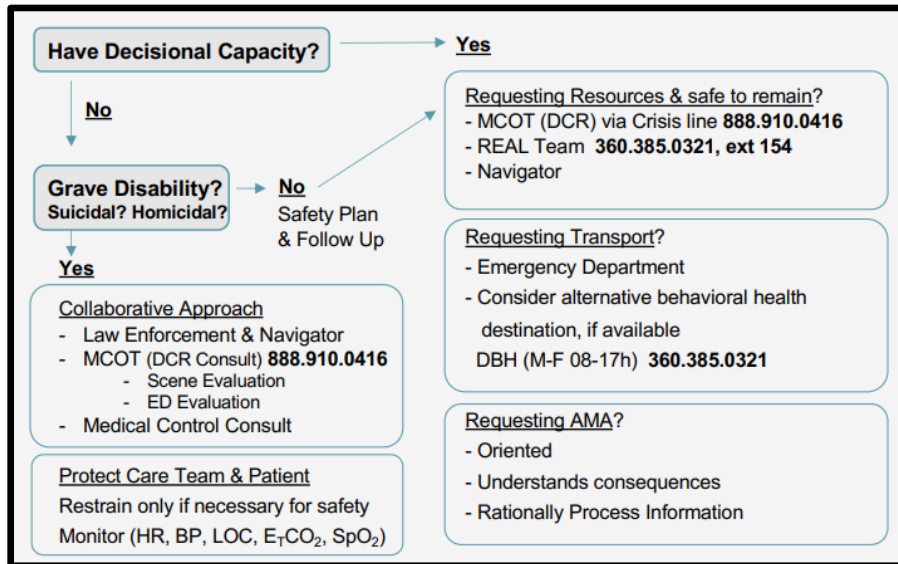 Have Decisional Capacity?
Yes
No
Grave Disability?
Suicidal? Homicidal?
No
Safety Plan
& Follow Up
Yes
Collaborative Approach
- Law Enforcement & Navigator
- MCOT (DCR Consult) 888.910.0416
- Scene Evaluation
- ED Evaluation
- Medical Control Consult
Protect Care Team & Patient
Restrain only if necessary for safety
Monitor (HR, BP, LOC, ETCO2, SpO2)
Requesting Resources & safe to remain?
- MCOT (DCR) via Crisis line 888.910.0416
- REAL Team 360.385.0321, ext 154
- Navigator
Requesting Transport?
- Emergency Department
- Consider alternative behavioral health
destination, if available
DBH (M-F 08-17h) 360.385.0321
Requesting AMA?
- Oriented
- Understands consequences
- Rationally Process Information